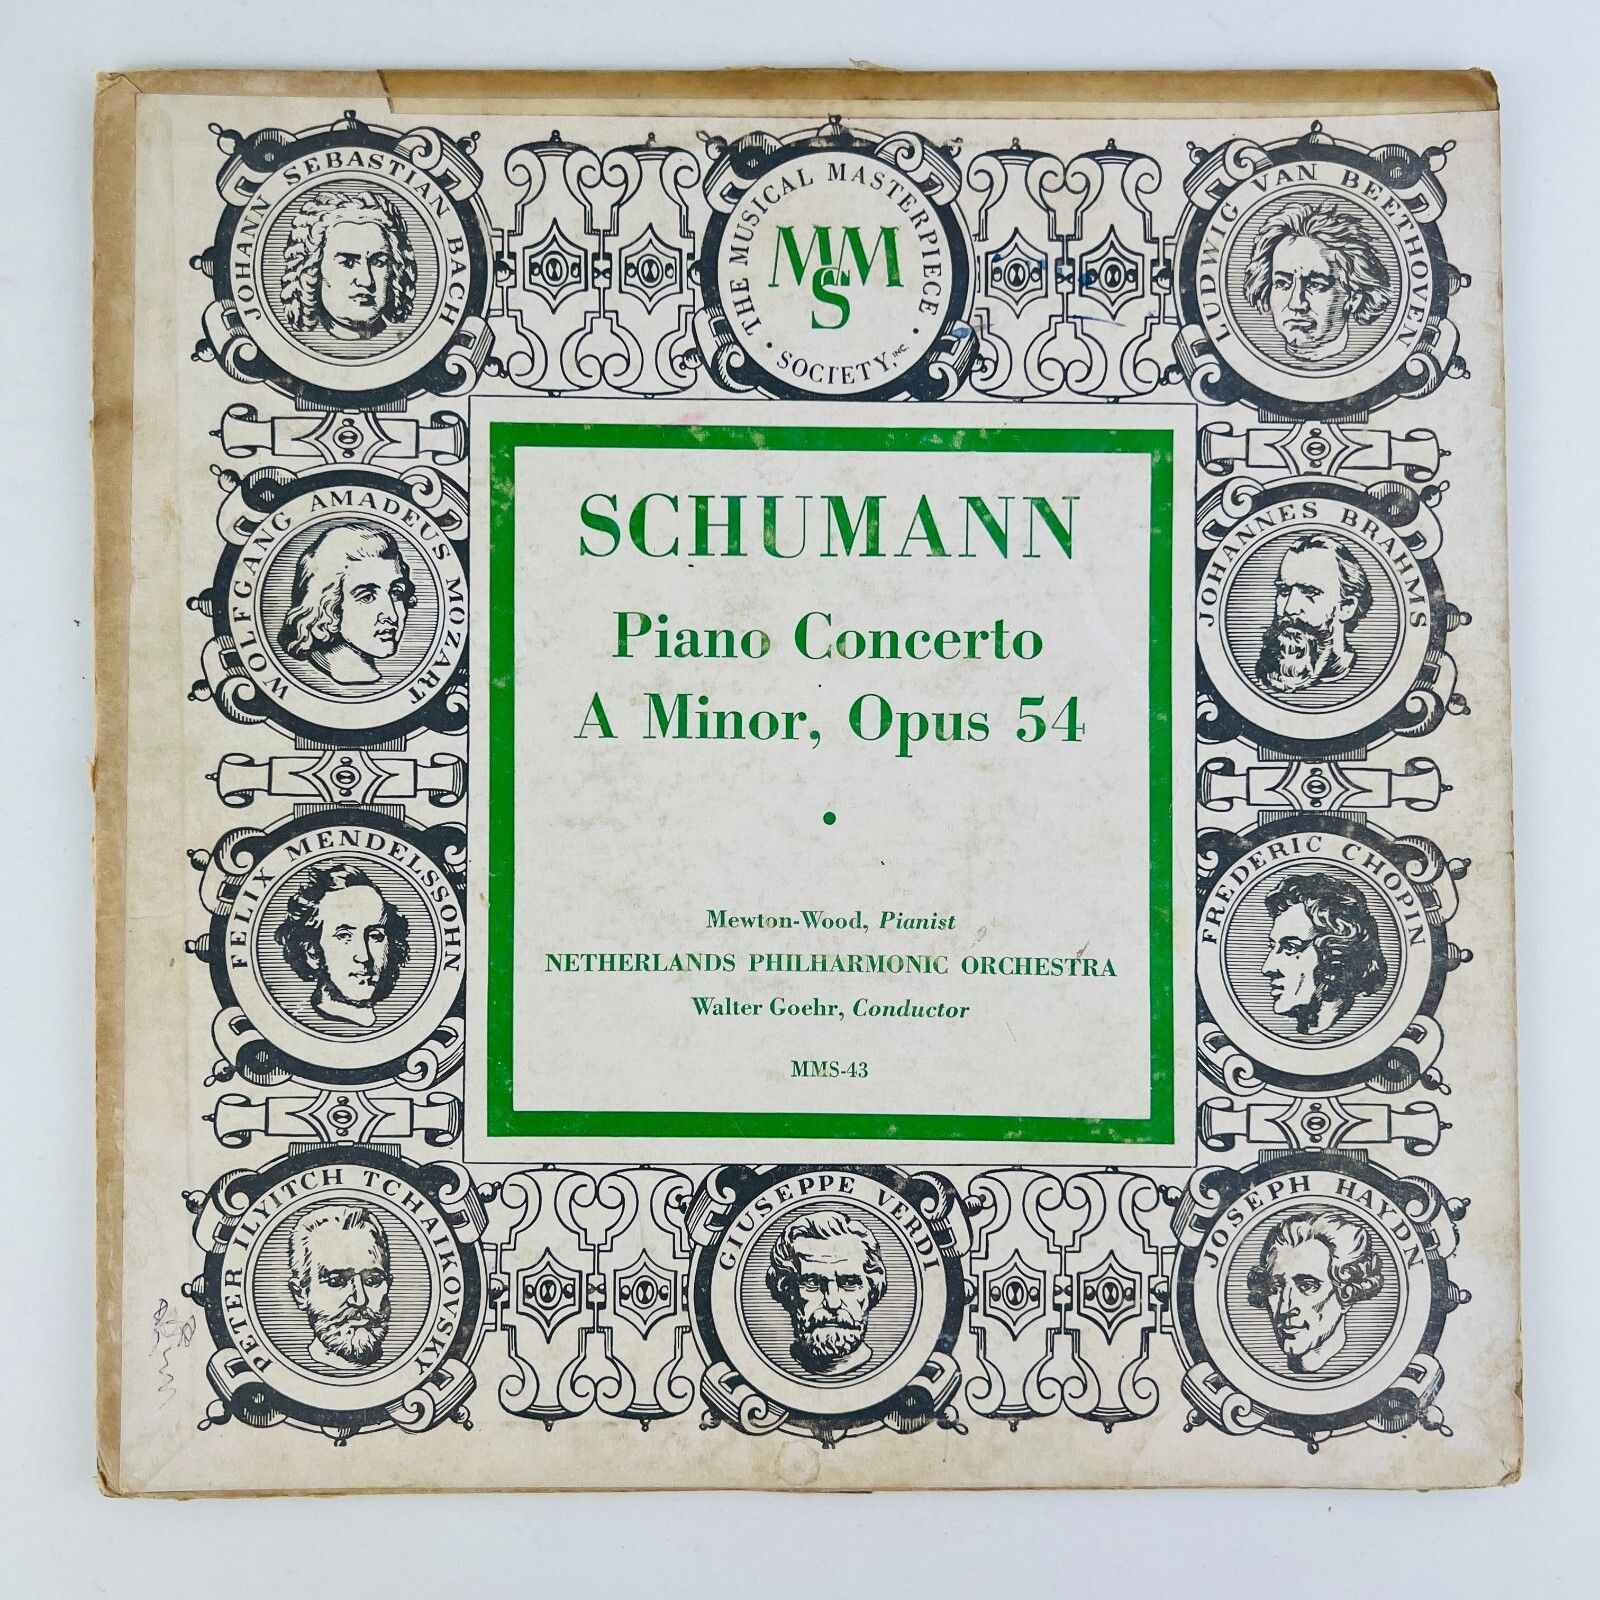 JOHANN SEBASTIAN BACH
THE MUSICAL MASTERPIECE
• SOCIETY, INC. •
MMS
LUDWIG VAN BEETHOVEN
WOLFGANG AMADEUS MOZART
JOHANNES BRAHMS
SCHUMANN
Piano Concerto
A Minor, Opus 54
•
FELIX MENDELSSOHN
FREDERIC CHOPIN
Mewton-Wood, Pianist
NETHERLANDS PHILHARMONIC ORCHESTRA
Walter Goehr, Conductor
MMS-43
PETER ILYITCH TCHAIKOVSKY
GIUSEPPE VERDI
JOSEPH HAYDN